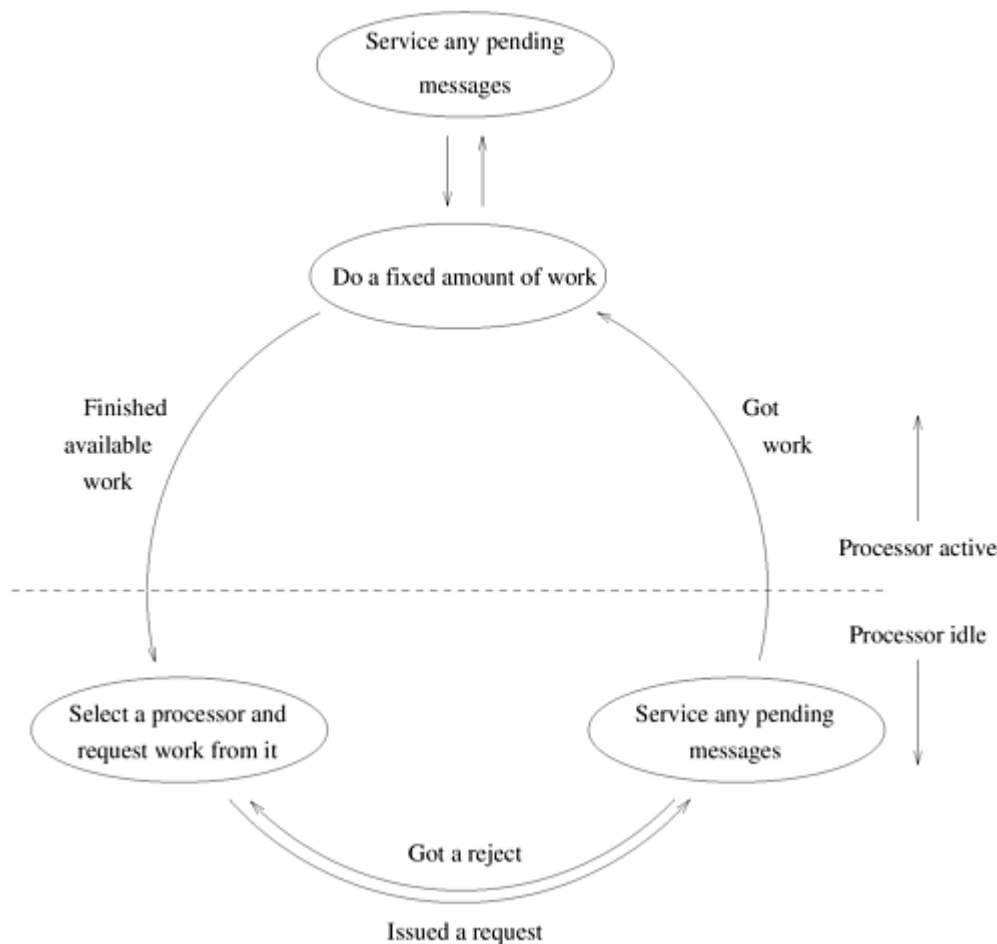 Service any pending
messages
Do a fixed amount of work
Finished
available
work
Got
work
Processor active
Processor idle
Select a processor and
request work from it
Service any pending
messages
Got a reject
Issued a request